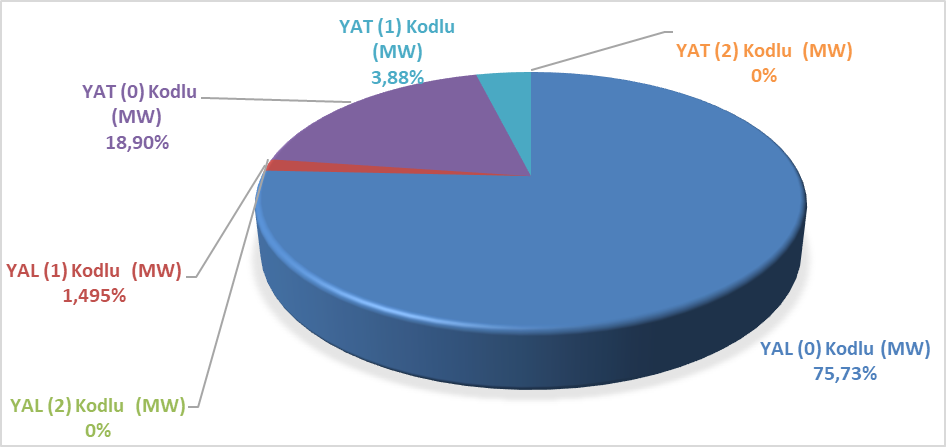 YAT (1) Kodlu
(MW)
3,88%
YAT (2) Kodlu (MW)
0%
YAT (0) Kodlu
(MW)
18,90%
YAL (1) Kodlu (MW)
1,495%
YAL (0) Kodlu (MW)
75,73%
YAL (2) Kodlu (MW)
0%